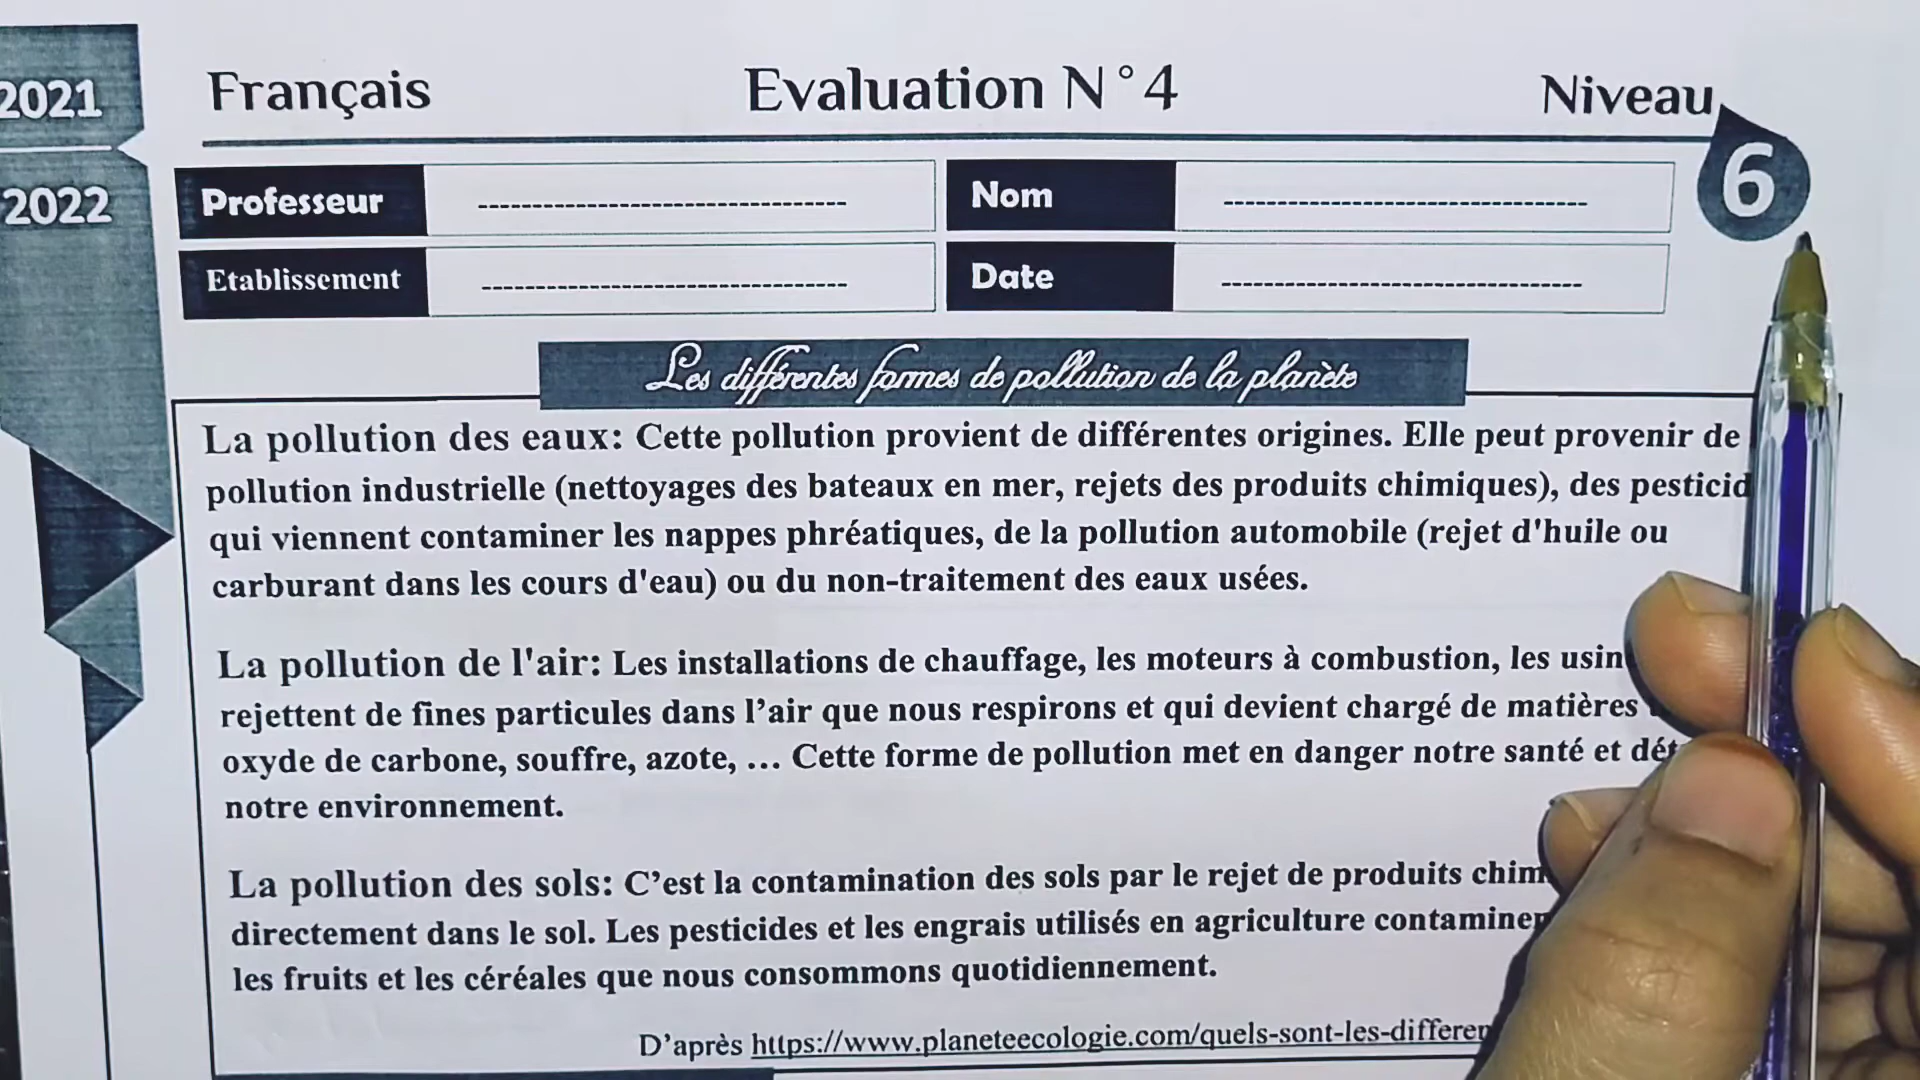 2021
2022
Français Evaluation N°4 Niveau
6
Professeur ------------------------------- Nom -------------------------------
Etablissement ------------------------------- Date -------------------------------
Les différentes formes de pollution de la planète
La pollution des eaux: Cette pollution provient de différentes origines. Elle peut provenir de
pollution industrielle (nettoyages des bateaux en mer, rejets des produits chimiques), des pesticid
qui viennent contaminer les nappes phréatiques, de la pollution automobile (rejet d'huile ou
carburant dans les cours d'eau) ou du non-traitement des eaux usées.
La pollution de l'air: Les installations de chauffage, les moteurs à combustion, les usin
rejettent de fines particules dans l’air que nous respirons et qui devient chargé de matières
oxyde de carbone, souffre, azote, … Cette forme de pollution met en danger notre santé et dét
notre environnement.
La pollution des sols: C’est la contamination des sols par le rejet de produits chim
directement dans le sol. Les pesticides et les engrais utilisés en agriculture contaminen
les fruits et les céréales que nous consommons quotidiennement.
D’après https://www.planeteecologie.com/quels-sont-les-differen